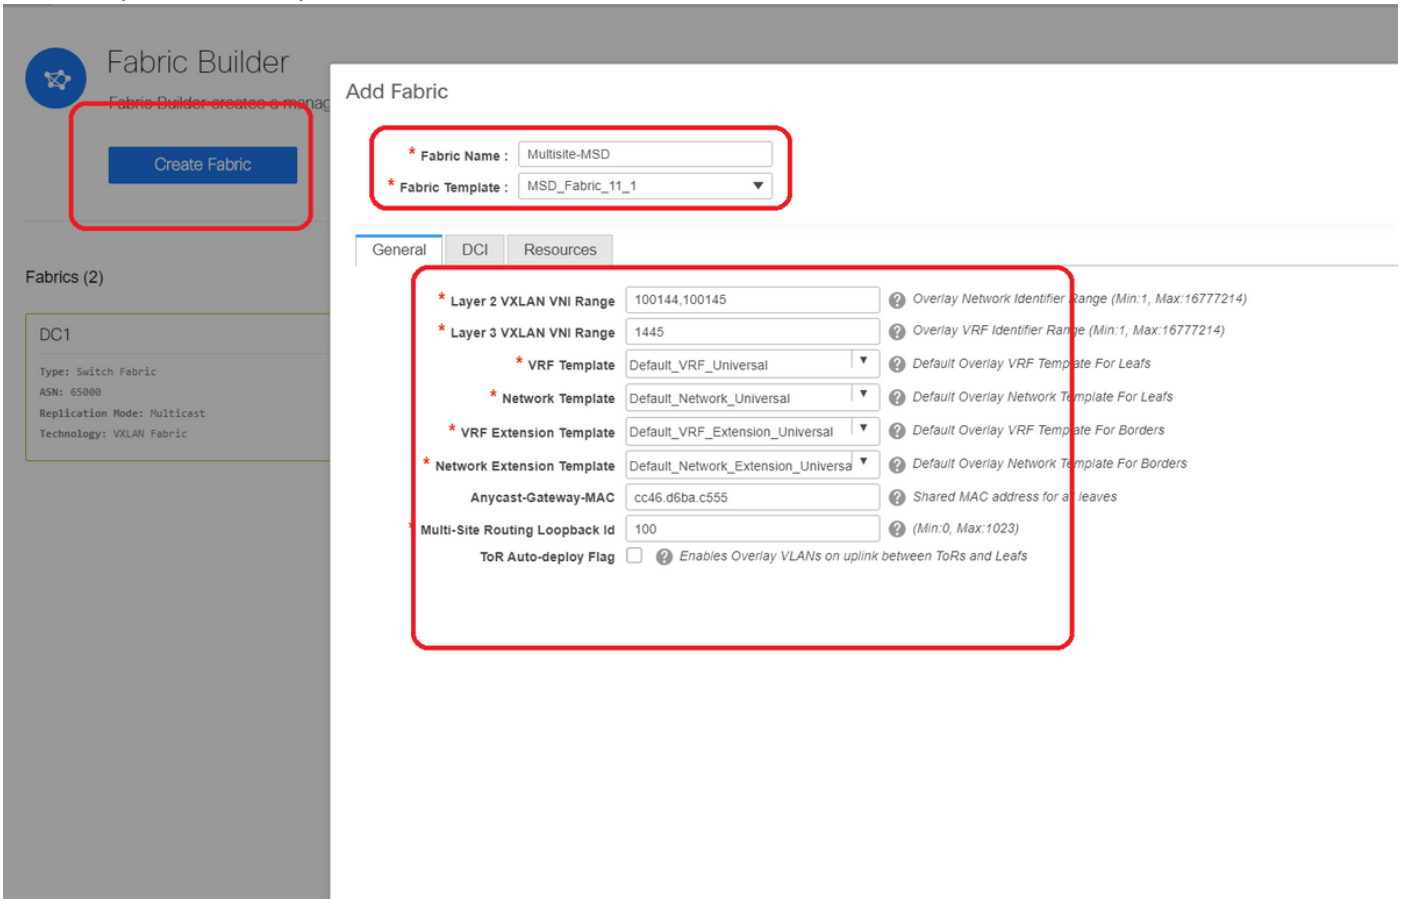 Fabric Builder
Fabric Builder creates a manag
Create Fabric
Fabrics (2)
DC1
Type: Switch Fabric
ASN: 65000
Replication Mode: Multicast
Technology: VXLAN Fabric
Add Fabric
* Fabric Name : Multisite-MSD
* Fabric Template : MSD_Fabric_11_1
General DCI Resources
* Layer 2 VXLAN VNI Range 100144,100145 ? Overlay Network Identifier Range (Min:1, Max:16777214)
* Layer 3 VXLAN VNI Range 1445 ? Overlay VRF Identifier Range (Min:1, Max:16777214)
* VRF Template Default_VRF_Universal ? Default Overlay VRF Template For Leafs
* Network Template Default_Network_Universal ? Default Overlay Network Template For Leafs
* VRF Extension Template Default_VRF_Extension_Universal ? Default Overlay VRF Template For Borders
* Network Extension Template Default_Network_Extension_Universa ? Default Overlay Network Template For Borders
Anycast-Gateway-MAC cc46.d6ba.c555 ? Shared MAC address for all leaves
* Multi-Site Routing Loopback Id 100 ? (Min:0, Max:1023)
ToR Auto-deploy Flag ? Enables Overlay VLANs on uplink between ToRs and Leafs